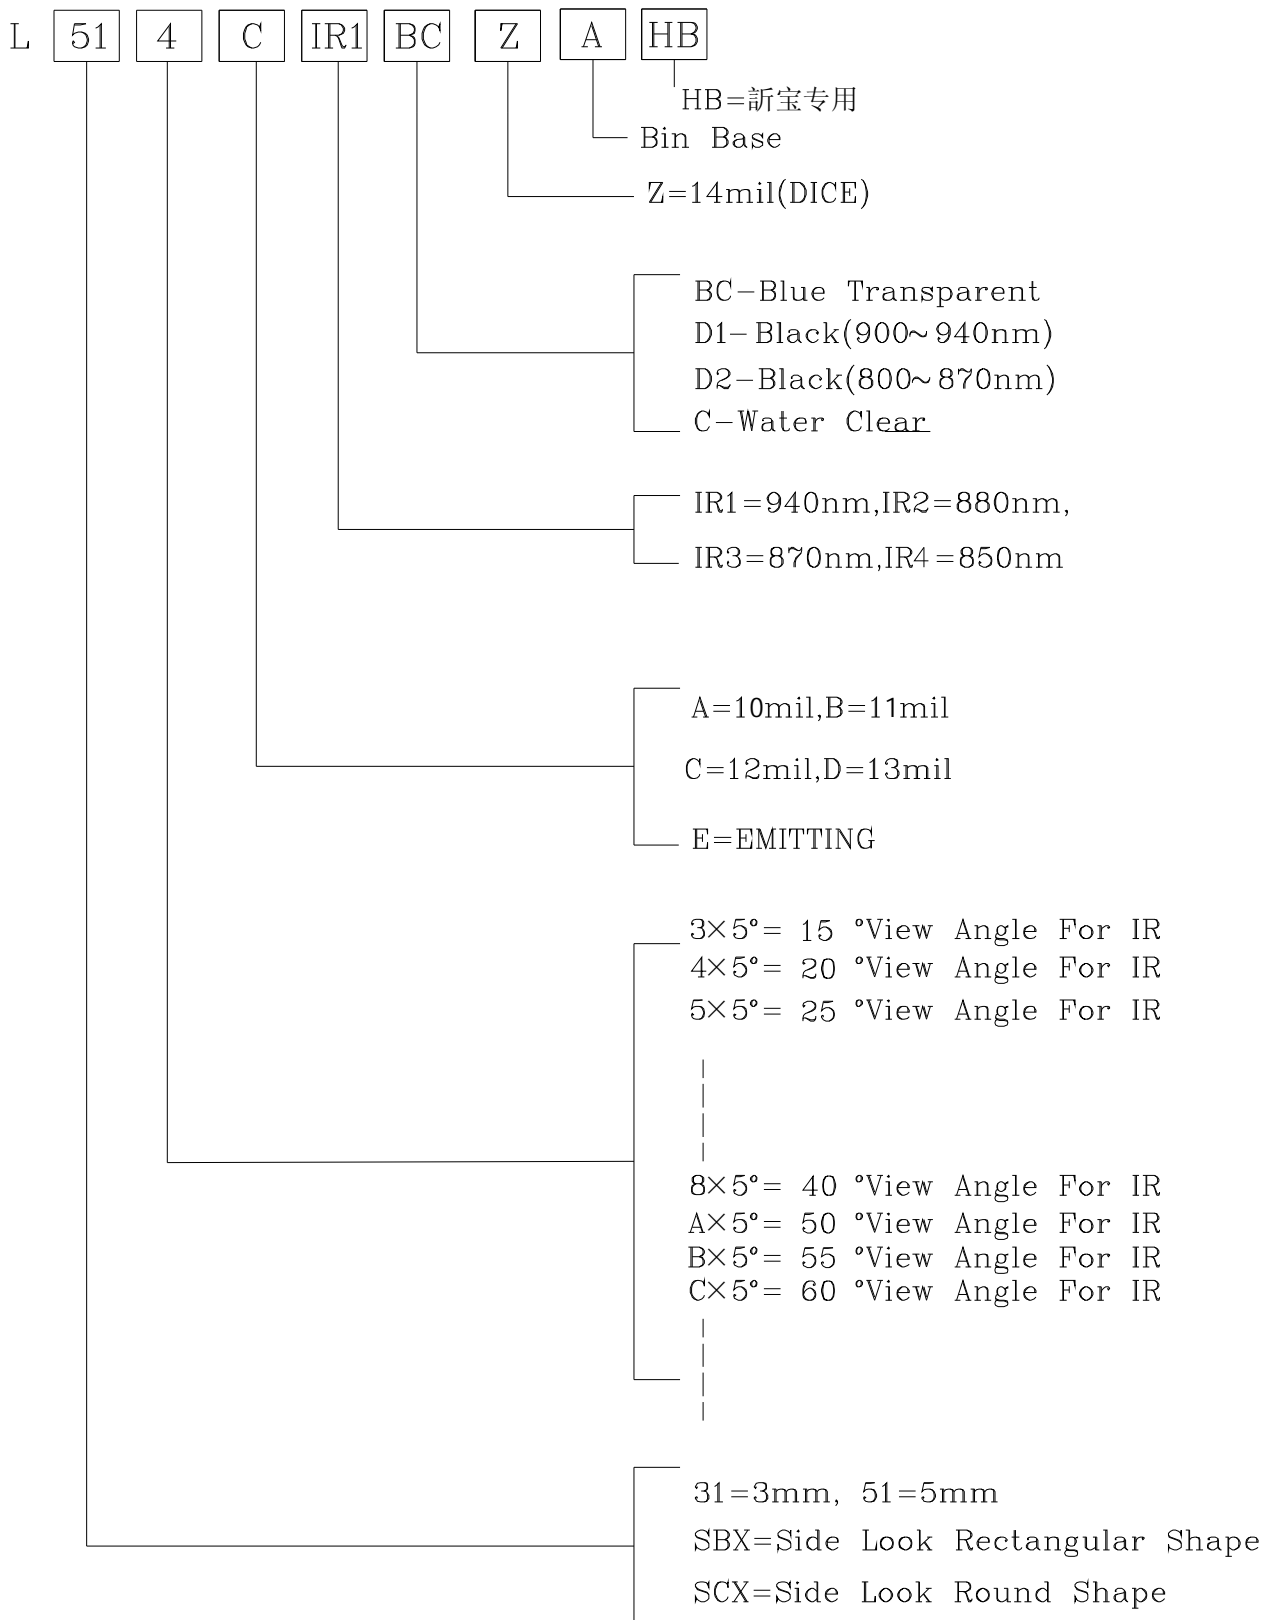 L 51 4 C IR1 BC Z A HB
HB=訢宝专用
Bin Base
Z=14mil(DICE)
BC-Blue Transparent
D1-Black(900~940nm)
D2-Black(800~870nm)
C-Water Clear
IR1=940nm,IR2=880nm,
IR3=870nm,IR4=850nm
A=10mil,B=11mil
C=12mil,D=13mil
E=EMITTING
3×5°= 15 °View Angle For IR
4×5°= 20 °View Angle For IR
5×5°= 25 °View Angle For IR
8×5°= 40 °View Angle For IR
A×5°= 50 °View Angle For IR
B×5°= 55 °View Angle For IR
C×5°= 60 °View Angle For IR
31=3mm, 51=5mm
SBX=Side Look Rectangular Shape
SCX=Side Look Round Shape